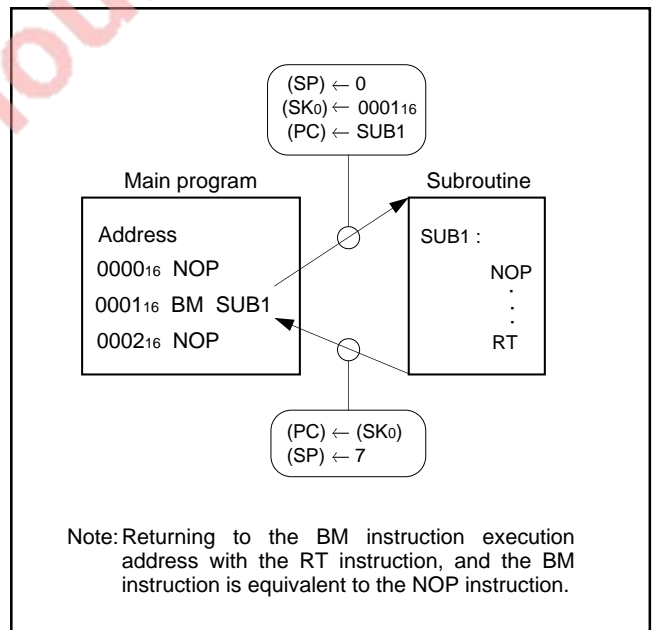 (SP) ← 0
(SK₀) ← 0001₁₆
(PC) ← SUB1
Main program
Subroutine
Address
0000₁₆ NOP
0001₁₆ BM SUB1
0002₁₆ NOP
SUB1 :
NOP
.
.
.
.
RT
(PC) ← (SK₀)
(SP) ← 7
Note: Returning to the BM instruction execution
address with the RT instruction, and the BM
instruction is equivalent to the NOP instruction.